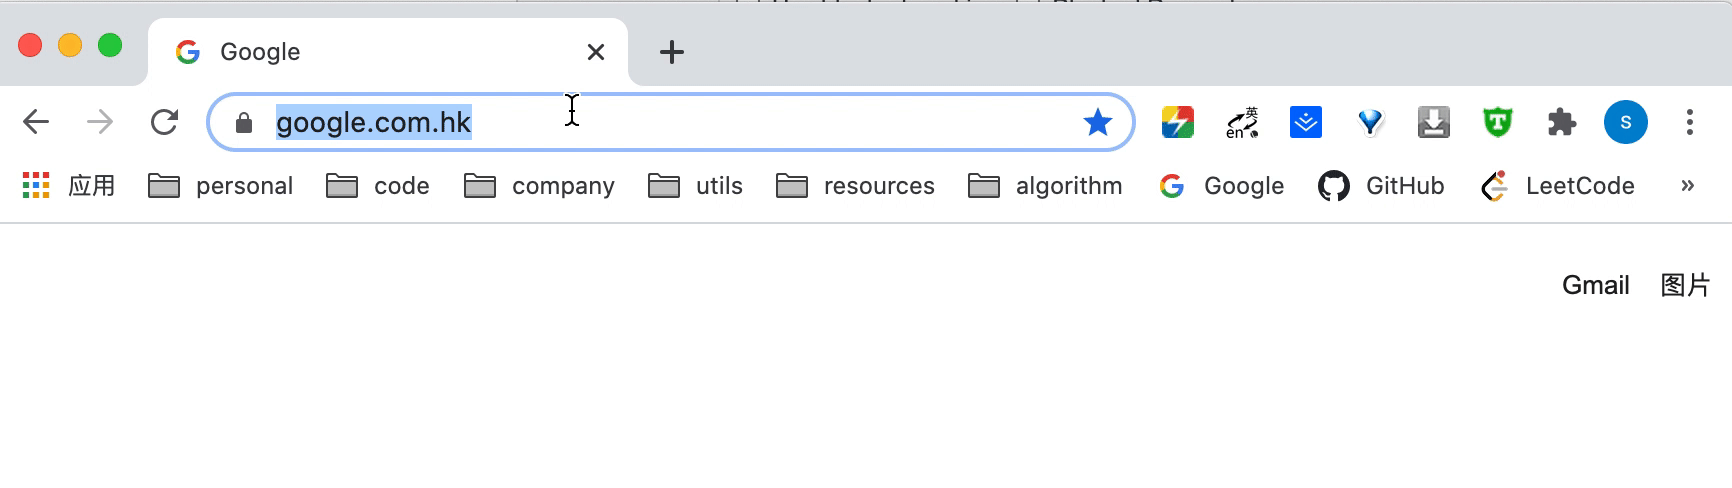 Google
google.com.hk
英
en
S
应用 personal code company utils resources algorithm Google GitHub LeetCode »
Gmail 图片